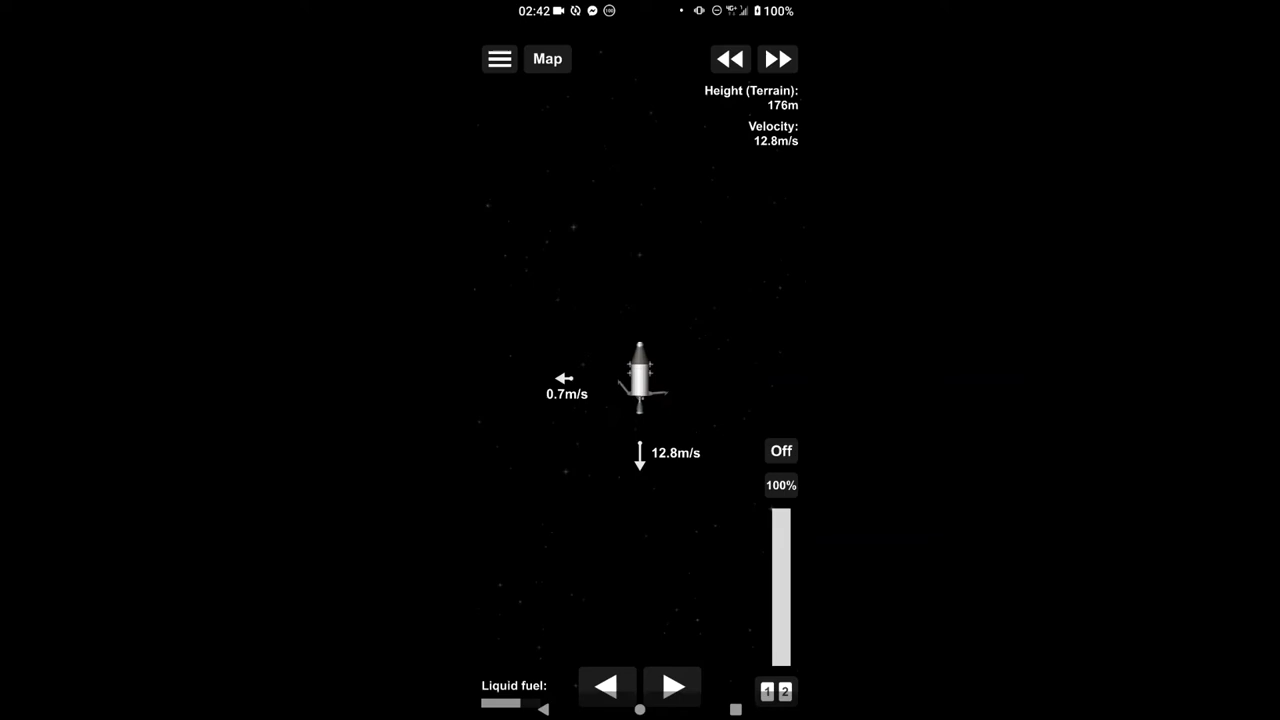 02:42
100%
Map
Height (Terrain):
176m
Velocity:
12.8m/s
0.7m/s
12.8m/s
Off
100%
Liquid fuel:
1 2